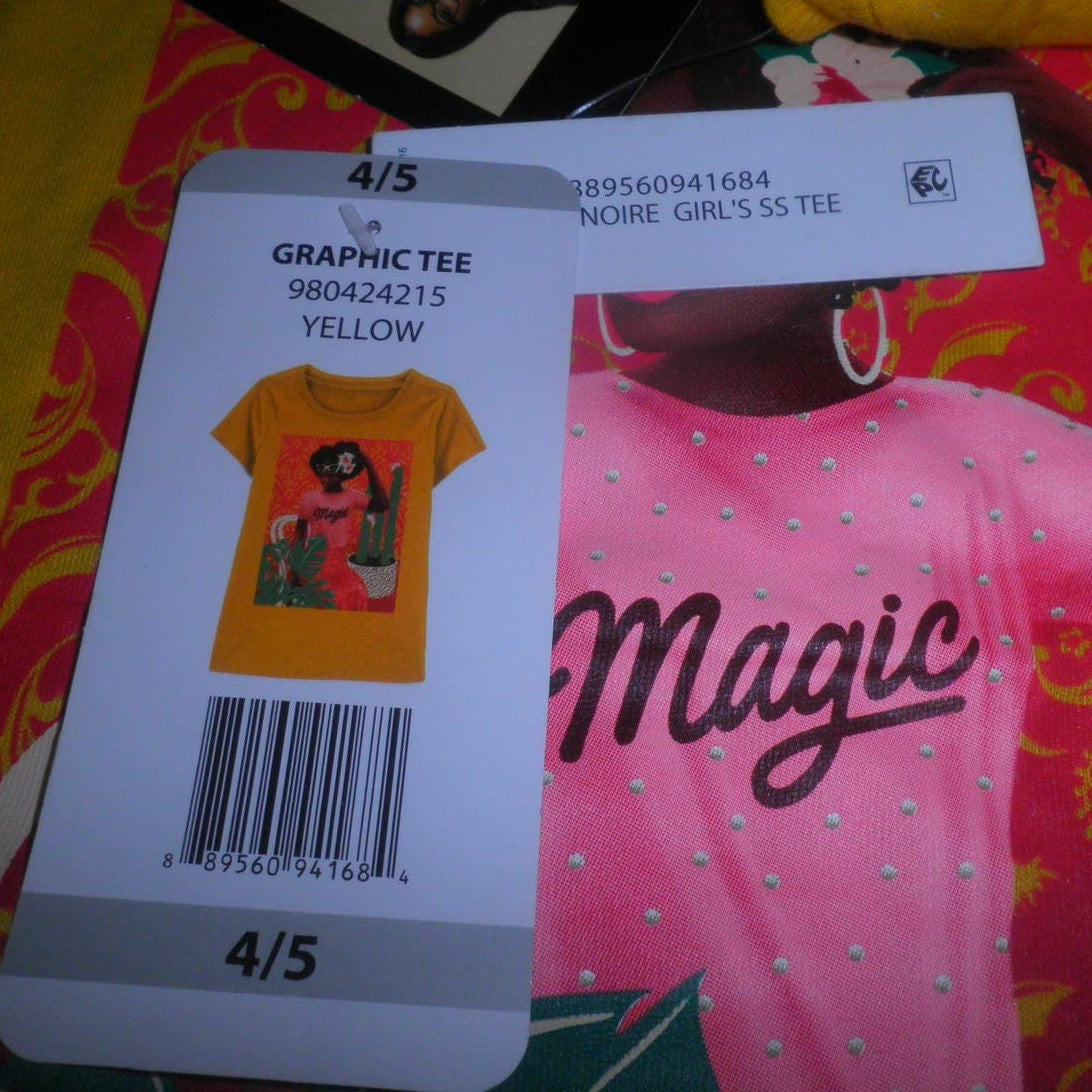 4/5
GRAPHIC TEE
980424215
YELLOW
Magic
8 89560 94168 4
4/5
889560941684
NOIRE GIRL'S SS TEE
EPC
Magic